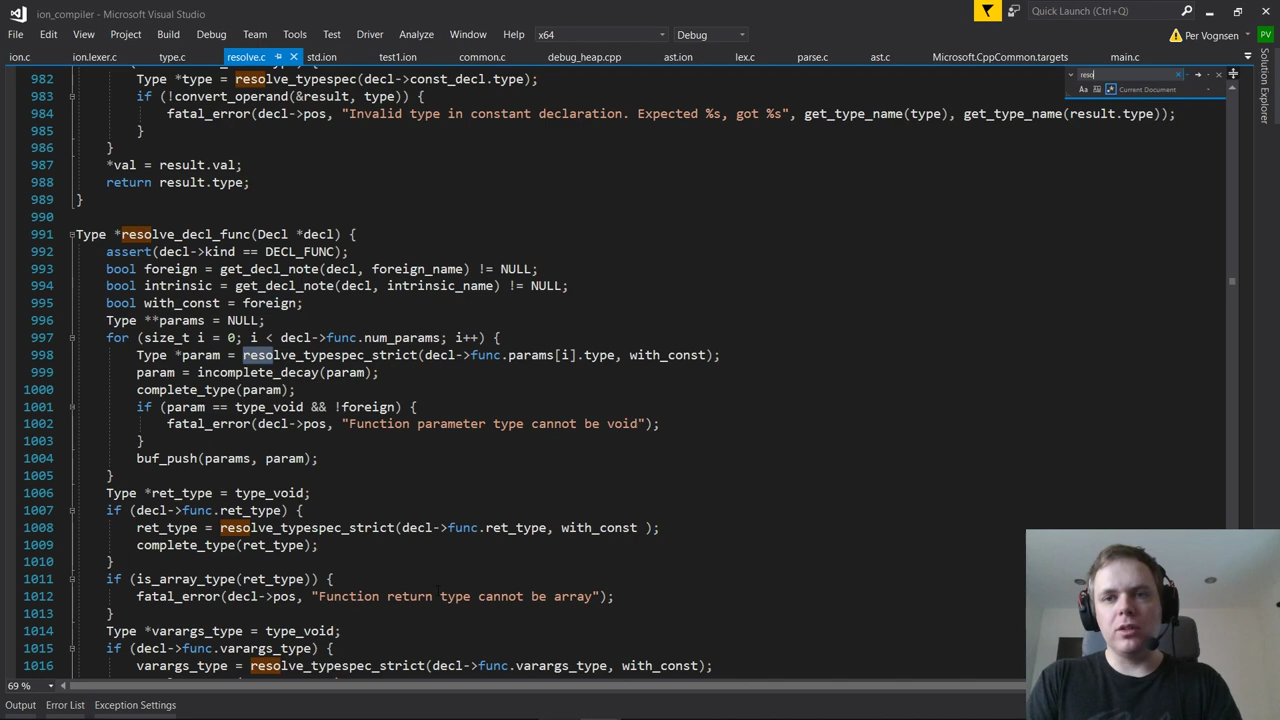 ion_compiler - Microsoft Visual Studio
Quick Launch (Ctrl+Q)
File Edit View Project Build Debug Team Tools Test Driver Analyze Window Help
x64
Debug
Per Vognsen
PV
ion.c ion.lexer.c type.c resolve.c std.ion test1.ion common.c debug_heap.cpp ast.ion lex.c parse.c ast.c Microsoft.CppCommon.targets main.c
Solution Explorer
reso
Aa Current Document
982 Type *type = resolve_typespec(decl->const_decl.type);
983 if (!convert_operand(&result, type)) {
984 fatal_error(decl->pos, "Invalid type in constant declaration. Expected %s, got %s", get_type_name(type), get_type_name(result.type));
985 }
986 }
987 *val = result.val;
988 return result.type;
989 }
990
991 Type *resolve_decl_func(Decl *decl) {
992 assert(decl->kind == DECL_FUNC);
993 bool foreign = get_decl_note(decl, foreign_name) != NULL;
994 bool intrinsic = get_decl_note(decl, intrinsic_name) != NULL;
995 bool with_const = foreign;
996 Type **params = NULL;
997 for (size_t i = 0; i < decl->func.num_params; i++) {
998 Type *param = resolve_typespec_strict(decl->func.params[i].type, with_const);
999 param = incomplete_decay(param);
1000 complete_type(param);
1001 if (param == type_void && !foreign) {
1002 fatal_error(decl->pos, "Function parameter type cannot be void");
1003 }
1004 buf_push(params, param);
1005 }
1006 Type *ret_type = type_void;
1007 if (decl->func.ret_type) {
1008 ret_type = resolve_typespec_strict(decl->func.ret_type, with_const );
1009 complete_type(ret_type);
1010 }
1011 if (is_array_type(ret_type)) {
1012 fatal_error(decl->pos, "Function return type cannot be array");
1013 }
1014 Type *varargs_type = type_void;
1015 if (decl->func.varargs_type) {
1016 varargs_type = resolve_typespec_strict(decl->func.varargs_type, with_const);
69 %
Output Error List Exception Settings